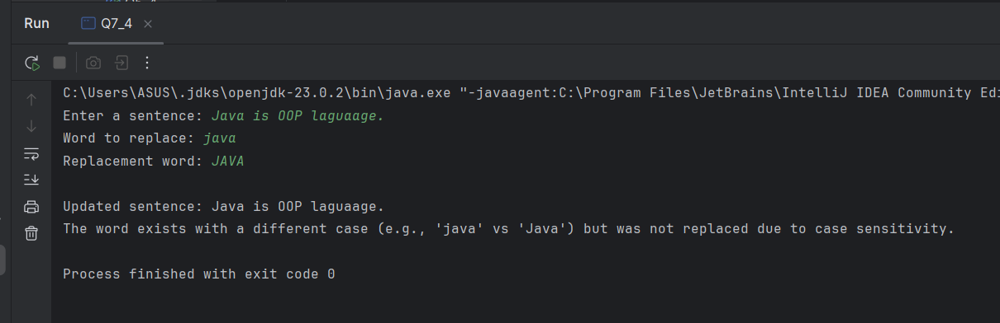 Run Q7_4
C:\Users\ASUS\.jdks\openjdk-23.0.2\bin\java.exe "-javaagent:C:\Program Files\JetBrains\IntelliJ IDEA Community Edi
Enter a sentence: Java is OOP laguaage.
Word to replace: java
Replacement word: JAVA
Updated sentence: Java is OOP laguaage.
The word exists with a different case (e.g., 'java' vs 'Java') but was not replaced due to case sensitivity.
Process finished with exit code 0